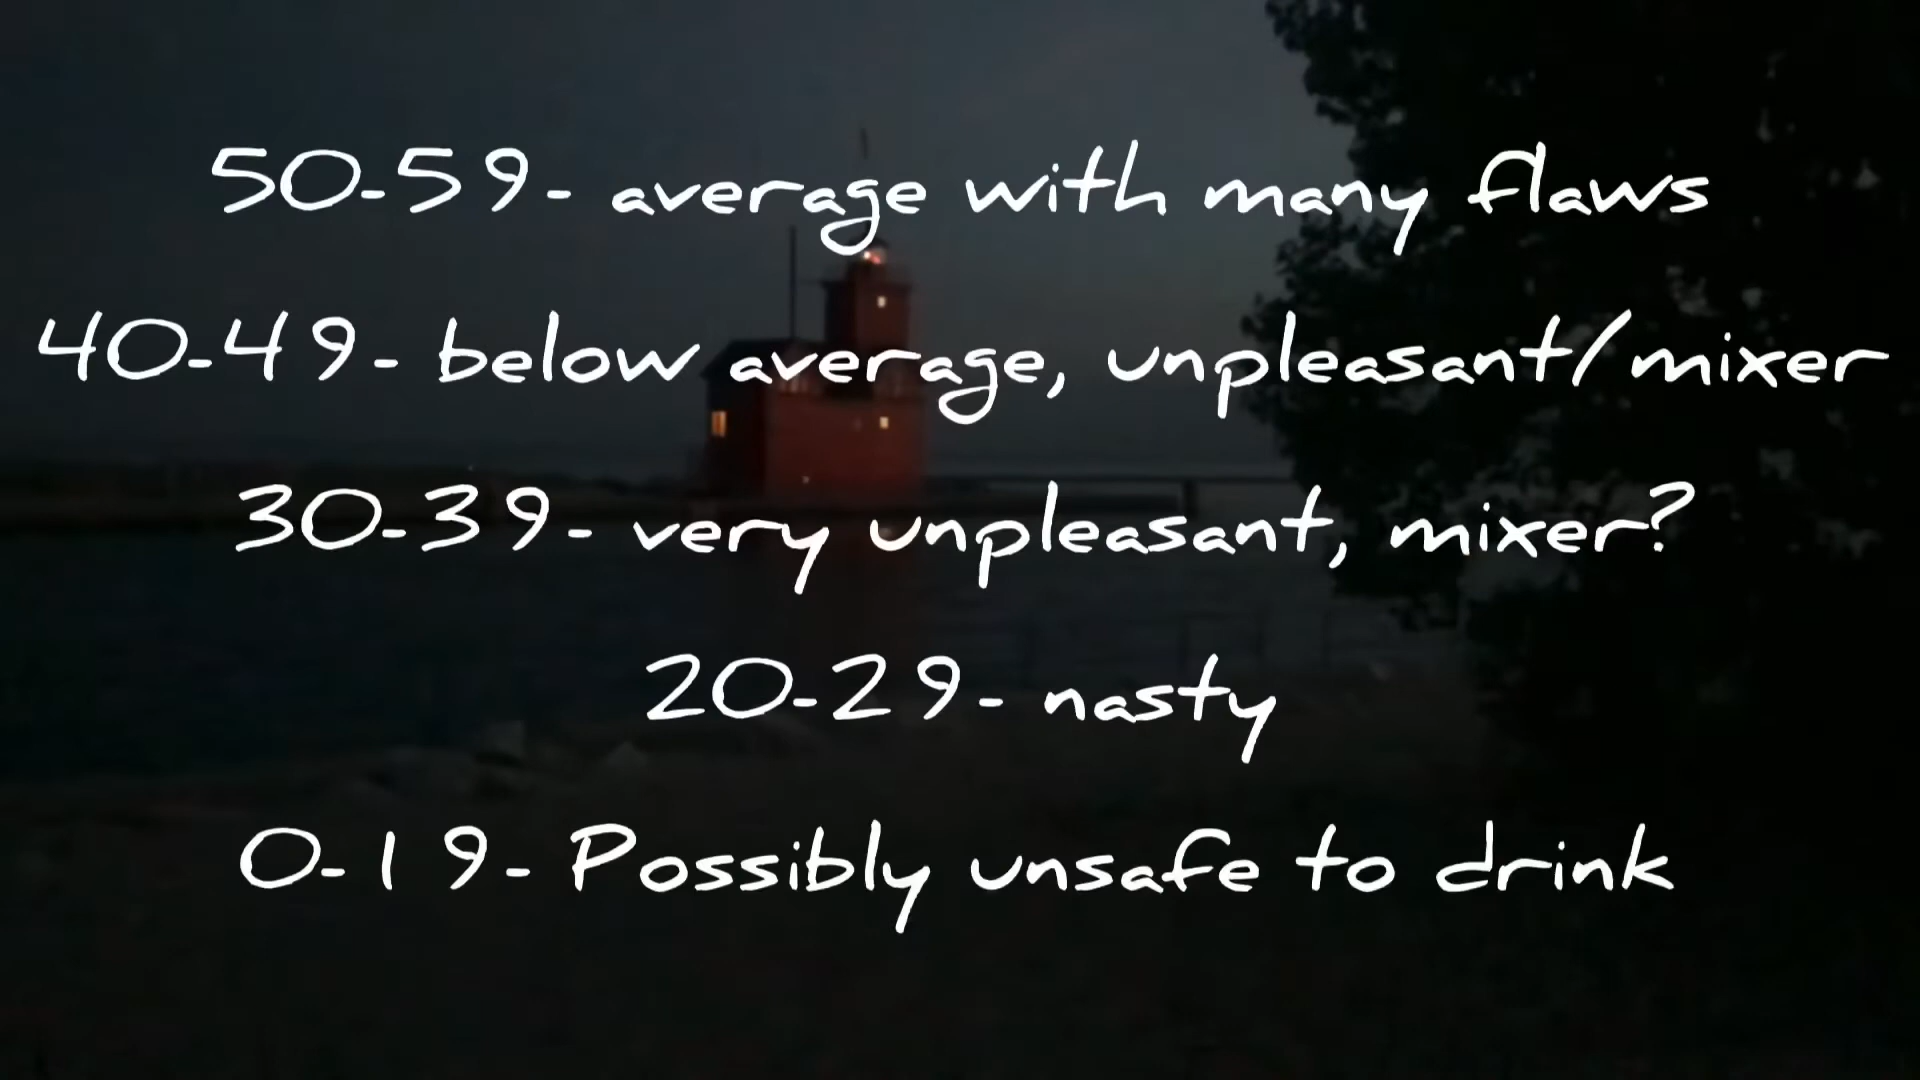 50-59- average with many flaws
40-49- below average, unpleasant/mixer
30-39- very unpleasant, mixer?
20-29- nasty
0-19- Possibly unsafe to drink